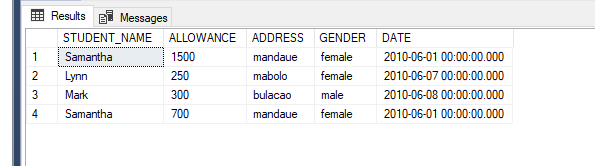 Results Messages
STUDENT_NAME ALLOWANCE ADDRESS GENDER DATE
1 Samantha 1500 mandaue female 2010-06-01 00:00:00.000
2 Lynn 250 mabolo female 2010-06-07 00:00:00.000
3 Mark 300 bulacao male 2010-06-08 00:00:00.000
4 Samantha 700 mandaue female 2010-06-01 00:00:00.000